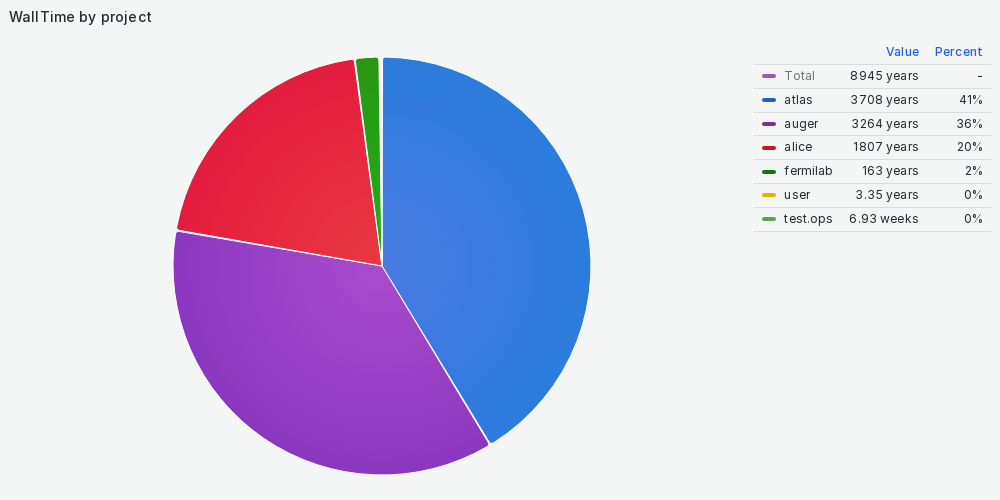 WallTime by project
Value Percent
Total 8945 years -
atlas 3708 years 41%
auger 3264 years 36%
alice 1807 years 20%
fermilab 163 years 2%
user 3.35 years 0%
test.ops 6.93 weeks 0%